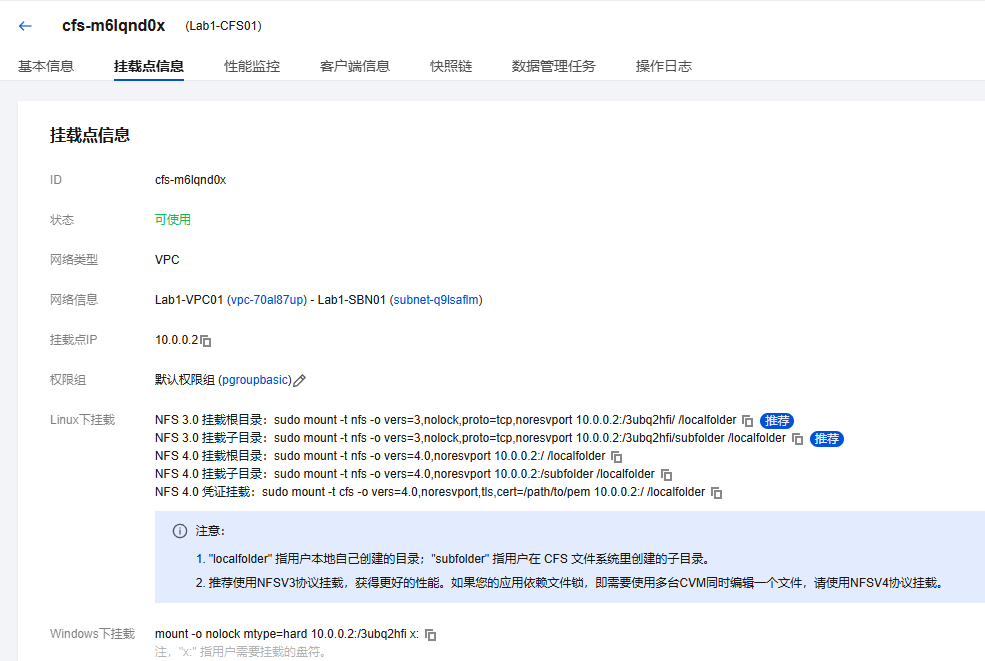 cfs-m6lqnd0x (Lab1-CFS01)
基本信息 挂载点信息 性能监控 客户端信息 快照链 数据管理任务 操作日志
挂载点信息
ID cfs-m6lqnd0x
状态 可使用
网络类型 VPC
网络信息 Lab1-VPC01 (vpc-70al87up) - Lab1-SBN01 (subnet-q9lsaflm)
挂载点IP 10.0.0.2
权限组 默认权限组 (pgroupbasic)
Linux下挂载 NFS 3.0 挂载根目录：sudo mount -t nfs -o vers=3,nolock,proto=tcp,noresvport 10.0.0.2:/3ubq2hfi/ /localfolder 推荐
NFS 3.0 挂载子目录：sudo mount -t nfs -o vers=3,nolock,proto=tcp,noresvport 10.0.0.2:/3ubq2hfi/subfolder /localfolder 推荐
NFS 4.0 挂载根目录：sudo mount -t nfs -o vers=4.0,noresvport 10.0.0.2:/ /localfolder
NFS 4.0 挂载子目录：sudo mount -t nfs -o vers=4.0,noresvport 10.0.0.2:/subfolder /localfolder
NFS 4.0 凭证挂载：sudo mount -t cfs -o vers=4.0,noresvport,tls,cert=/path/to/pem 10.0.0.2:/ /localfolder
注意：
1. "localfolder" 指用户本地自己创建的目录；"subfolder" 指用户在 CFS 文件系统里创建的子目录。
2. 推荐使用NFSV3协议挂载，获得更好的性能。如果您的应用依赖文件锁，即需要使用多台CVM同时编辑一个文件，请使用NFSV4协议挂载。
Windows下挂载 mount -o nolock mtype=hard 10.0.0.2:/3ubq2hfi x:
注，"x:" 指用户需要挂载的盘符。